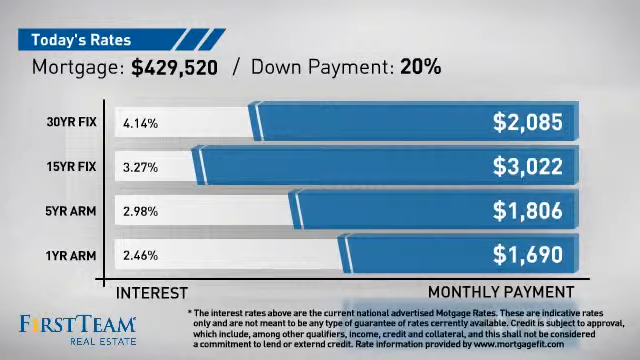 Today's Rates
Mortgage: $429,520 / Down Payment: 20%
30YR FIX 4.14% $2,085
15YR FIX 3.27% $3,022
5YR ARM 2.98% $1,806
1YR ARM 2.46% $1,690
INTEREST MONTHLY PAYMENT
FIRSTTEAM®
REAL ESTATE
* The interest rates above are the current national advertised Motgage Rates. These are indicative rates
only and are not meant to be any type of guarantee of rates cerrently available. Credit is subject to approval,
which include, among other qualifiers, income, credit and collateral, and this shall not be considered
a commitment to lend or externd credit. Rate information provided by www.mortgagefit.com